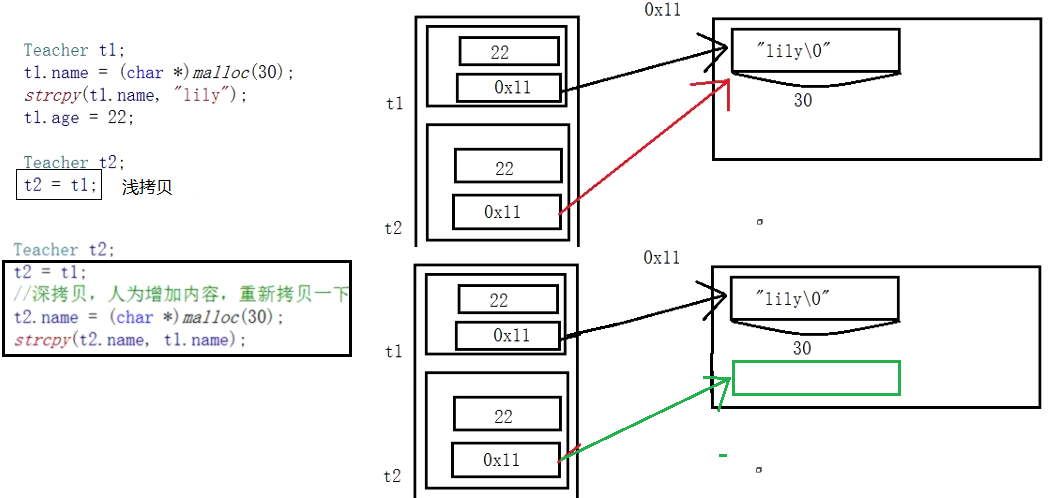 Teacher t1;
t1.name = (char *)malloc(30);
strcpy(t1.name, "lily");
t1.age = 22;
Teacher t2;
t2 = t1;
浅拷贝
22
0x11
t1
22
0x11
t2
0x11
"lily\0"
30
Teacher t2;
t2 = t1;
//深拷贝，人为增加内容，重新拷贝一下
t2.name = (char *)malloc(30);
strcpy(t2.name, t1.name);
22
0x11
t1
22
0x11
t2
0x11
"lily\0"
30